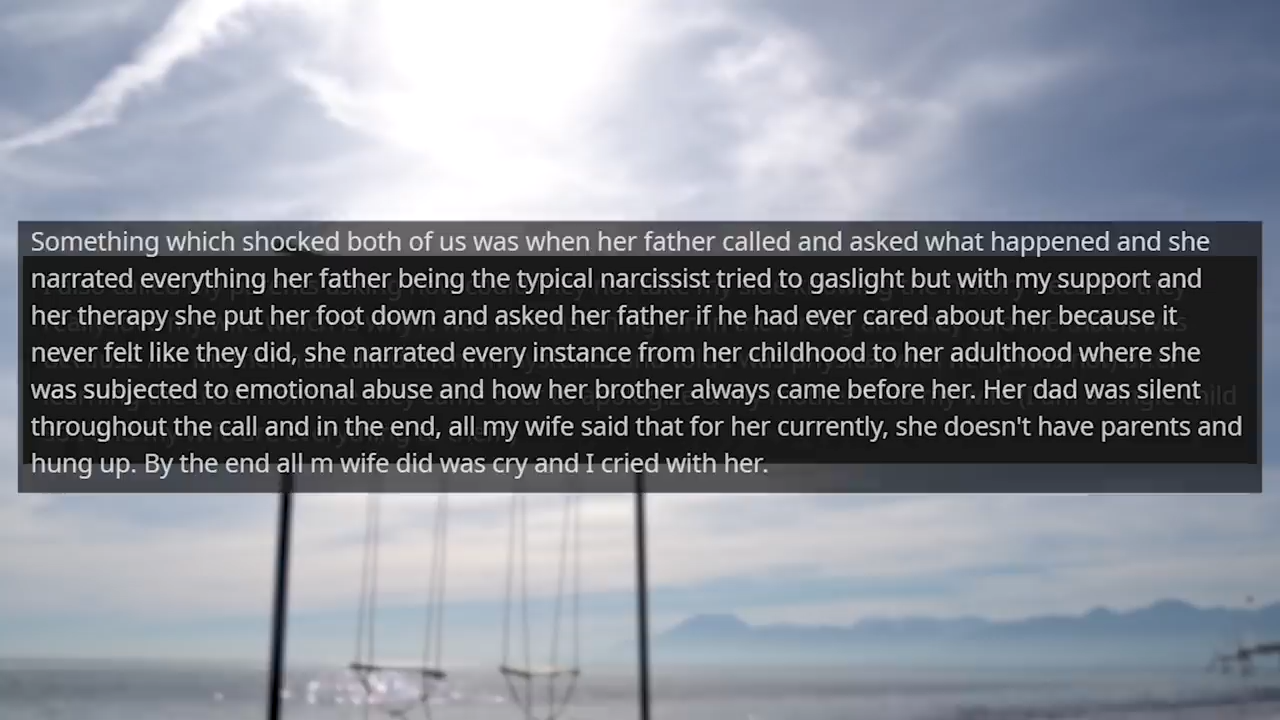 Something which shocked both of us was when her father called and asked what happened and she
narrated everything her father being the typical narcissist tried to gaslight but with my support and
her therapy she put her foot down and asked her father if he had ever cared about her because it
never felt like they did, she narrated every instance from her childhood to her adulthood where she
was subjected to emotional abuse and how her brother always came before her. Her dad was silent
throughout the call and in the end, all my wife said that for her currently, she doesn't have parents and
hung up. By the end all m wife did was cry and I cried with her.